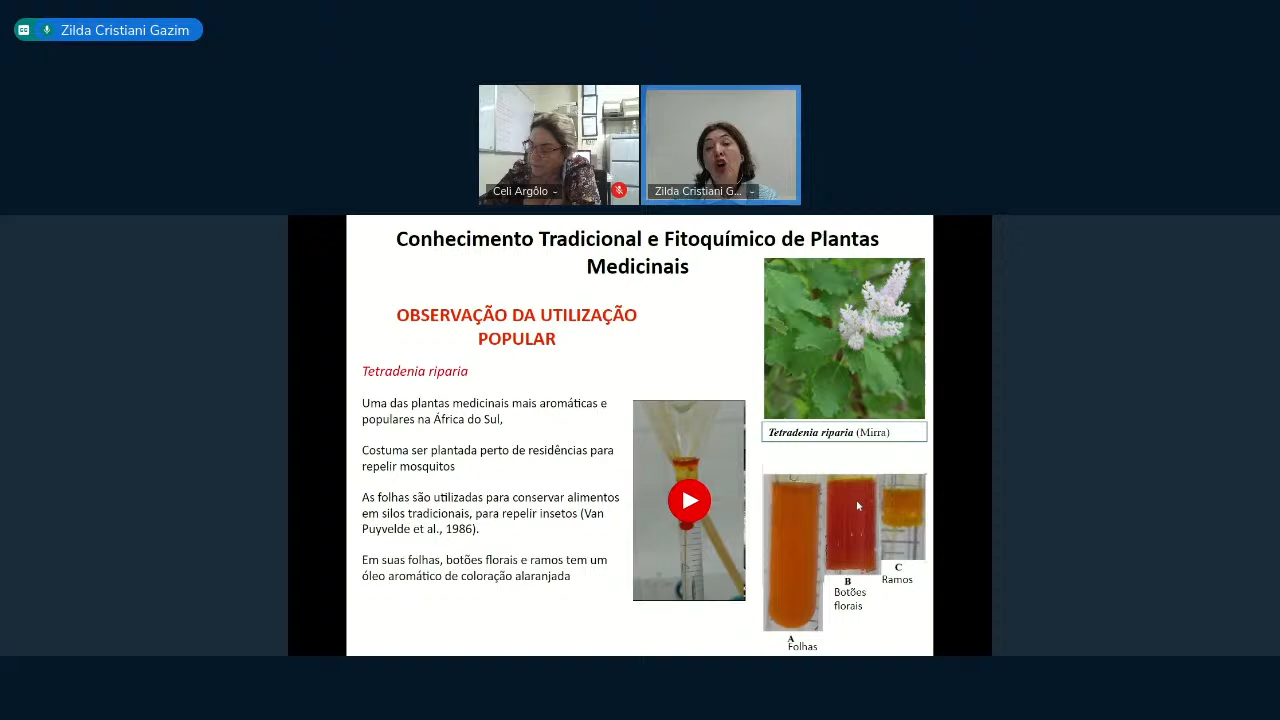 Zilda Cristiani Gazim
Celi Argôlo
Zilda Cristiani G...
Conhecimento Tradicional e Fitoquímico de Plantas
Medicinais
OBSERVAÇÃO DA UTILIZAÇÃO
POPULAR
Tetradenia riparia
Uma das plantas medicinais mais aromáticas e
populares na África do Sul,
Costuma ser plantada perto de residências para
repelir mosquitos
As folhas são utilizadas para conservar alimentos
em silos tradicionais, para repelir insetos (Van
Puyvelde et al., 1986).
Em suas folhas, botões florais e ramos tem um
óleo aromático de coloração alaranjada
Tetradenia riparia (Mirra)
C
Ramos
B
Botões
florais
A
Folhas